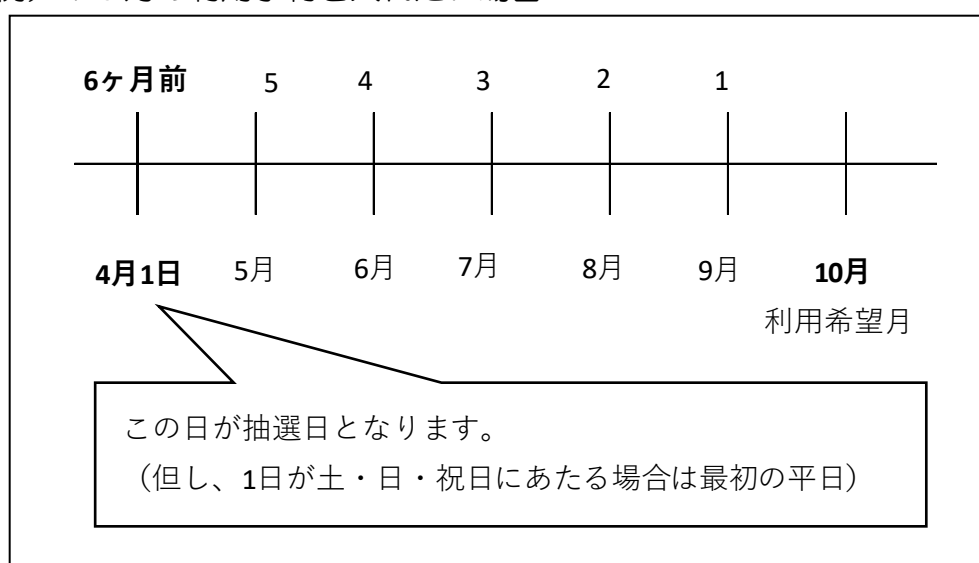 6ヶ月前 5 4 3 2 1
4月1日 5月 6月 7月 8月 9月 10月
利用希望月
この日が抽選日となります。
（但し、1日が土・日・祝日にあたる場合は最初の平日）